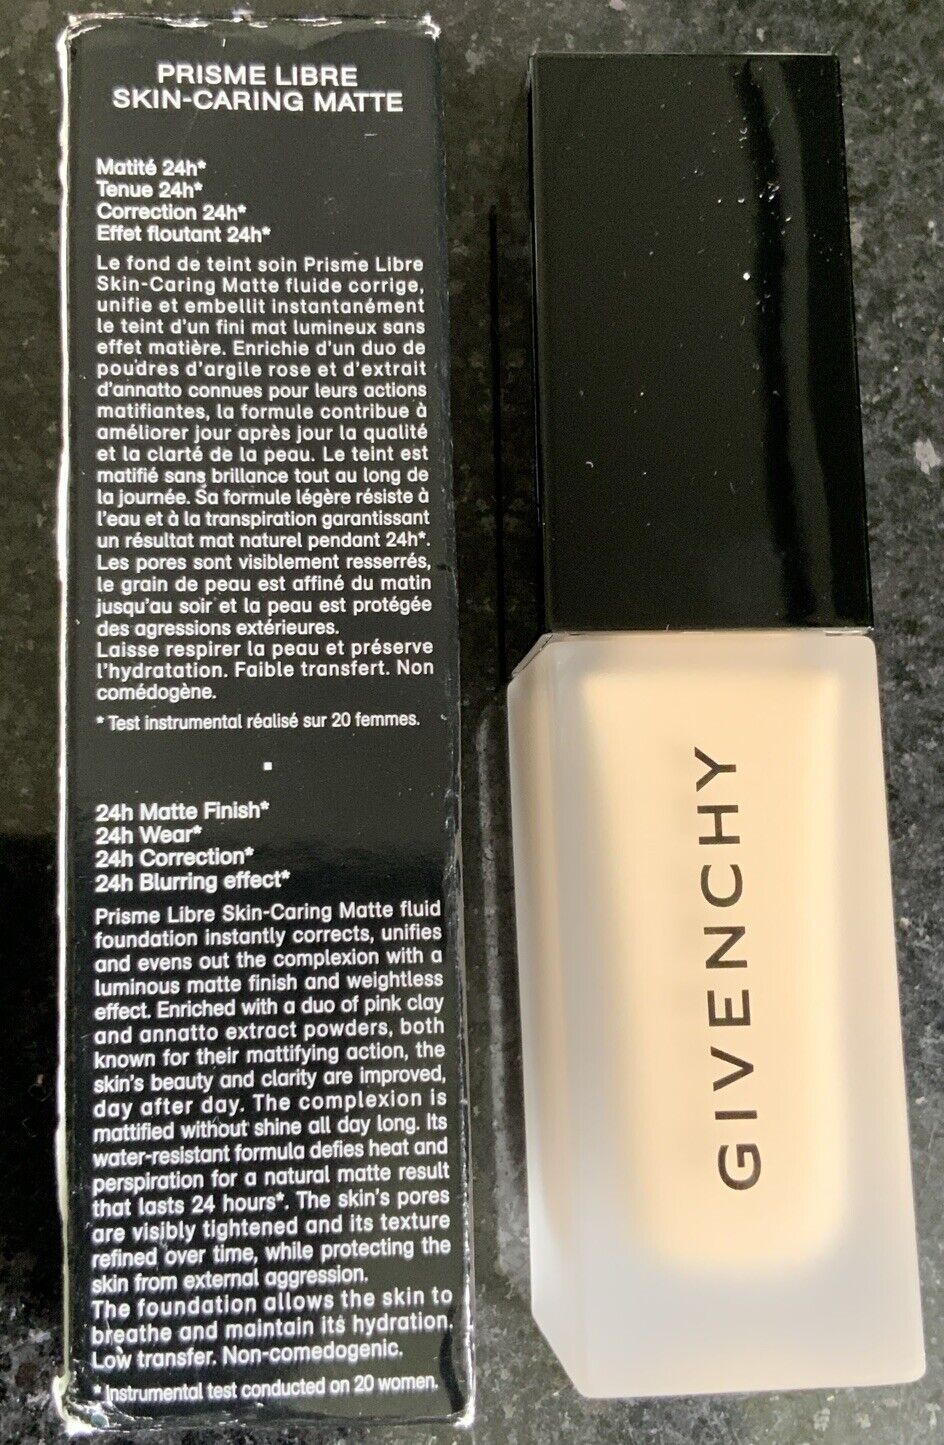 PRISME LIBRE
SKIN-CARING MATTE
Matité 24h*
Tenue 24h*
Correction 24h*
Effet floutant 24h*
Le fond de teint soin Prisme Libre
Skin-Caring Matte fluide corrige,
unifie et embellit instantanément
le teint d'un fini mat lumineux sans
effet matière. Enrichie d'un duo de
poudres d'argile rose et d'extrait
d'annatto connues pour leurs actions
matifiantes, la formule contribue à
améliorer jour après jour la qualité
et la clarté de la peau. Le teint est
matifié sans brillance tout au long de
la journée. Sa formule légère résiste à
l'eau et à la transpiration garantissant
un résultat mat naturel pendant 24h*.
Les pores sont visiblement resserrés,
le grain de peau est affiné du matin
jusqu'au soir et la peau est protégée
des agressions extérieures.
Laisse respirer la peau et préserve
l'hydratation. Faible transfert. Non
comédogène.
* Test instrumental réalisé sur 20 femmes.
24h Matte Finish*
24h Wear*
24h Correction*
24h Blurring effect*
Prisme Libre Skin-Caring Matte fluid
foundation instantly corrects, unifies
and evens out the complexion with a
luminous matte finish and weightless
effect. Enriched with a duo of pink clay
and annatto extract powders, both
known for their mattifying action, the
skin's beauty and clarity are improved,
day after day. The complexion is
mattified without shine all day long. Its
water-resistant formula defies heat and
perspiration for a natural matte result
that lasts 24 hours*. The skin's pores
are visibly tightened and its texture
refined over time, while protecting the
skin from external aggression.
The foundation allows the skin to
breathe and maintain its hydration.
Low transfer. Non-comedogenic.
* Instrumental test conducted on 20 women.
GIVENCHY